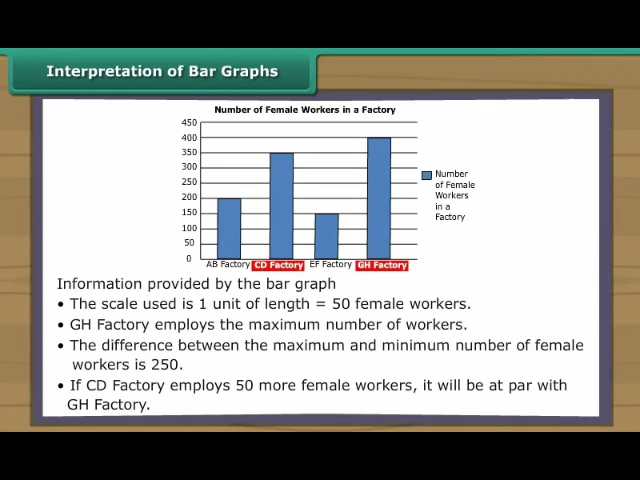 Interpretation of Bar Graphs
Number of Female Workers in a Factory
450
400
350
300
250
200
150
100
50
0
AB Factory CD Factory EF Factory GH Factory
Number
of Female
Workers
in a
Factory
Information provided by the bar graph
• The scale used is 1 unit of length = 50 female workers.
• GH Factory employs the maximum number of workers.
• The difference between the maximum and minimum number of female
workers is 250.
• If CD Factory employs 50 more female workers, it will be at par with
GH Factory.